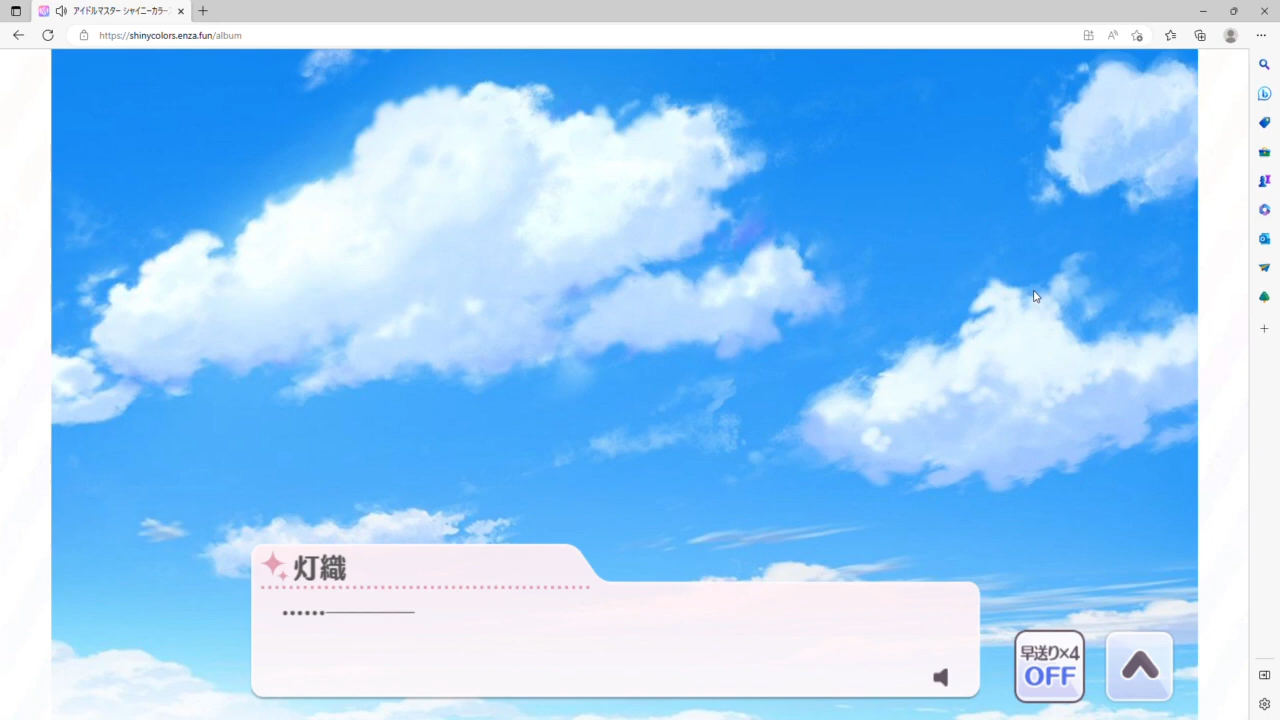 アイドルマスター シャイニーカラー
https://shinycolors.enza.fun/album
灯織
••••••――――
早送り×4
OFF